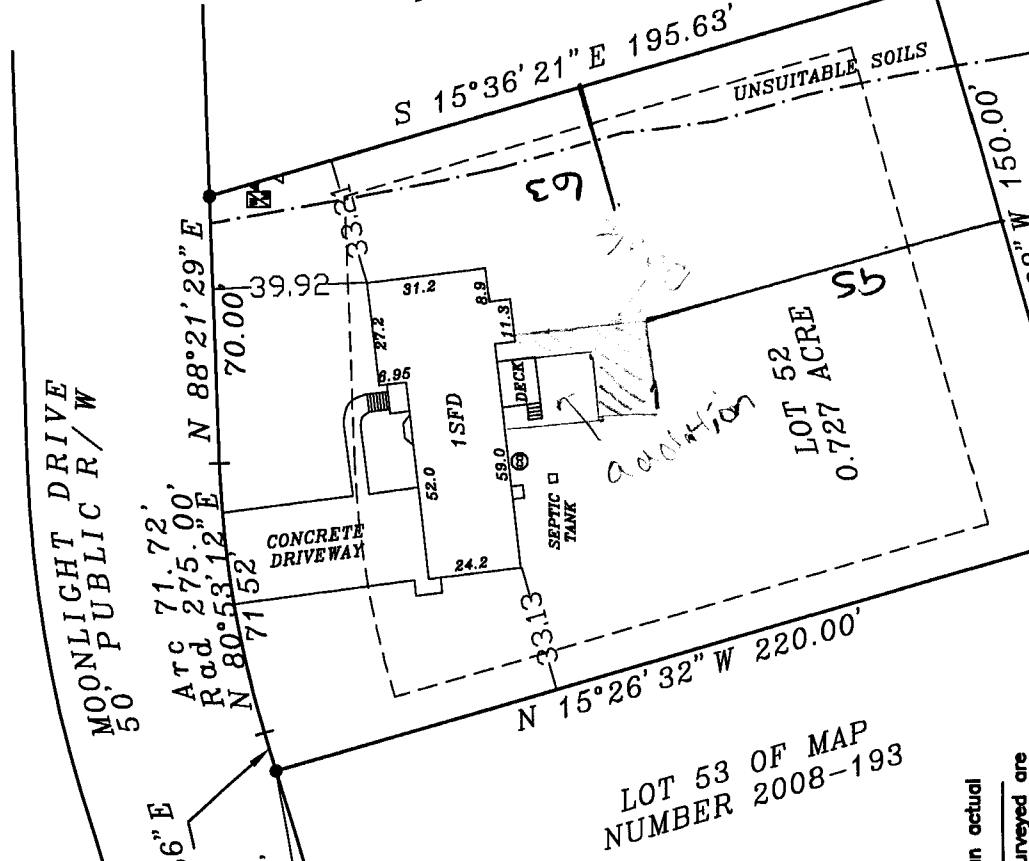 S 15°36'21"E 195.63'
UNSUITABLE SOILS
150.00'
W
63
33.21
39.92
31.2
8.9
11.3
27.2
6.95
N 88°21'29"E
70.00'
95
DECK
1SFD
LOT 52
0.727 ACRE
addition
59.0
52.0
SEPTIC
TANK
MOONLIGHT DRIVE
50' PUBLIC R/W
CONCRETE
DRIVEWAY
24.2
Arc 71.72'
Rad 275.00'
N 80°53'12"E
71.52'
33.13
N 15°26'32"W 220.00'
LOT 53 OF MAP
NUMBER 2008-193
6"E
actual
are